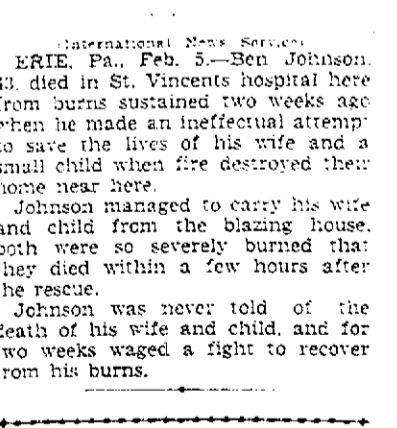 (International News Service)
ERIE, Pa., Feb. 5.—Ben Johnson,
43, died in St. Vincents hospital here
from burns sustained two weeks ago
when he made an ineffectual attempt
to save the lives of his wife and a
small child when fire destroyed their
home near here.
Johnson managed to carry his wife
and child from the blazing house,
both were so severely burned that
they died within a few hours after
the rescue.
Johnson was never told of the
death of his wife and child, and for
two weeks waged a fight to recover
from his burns.